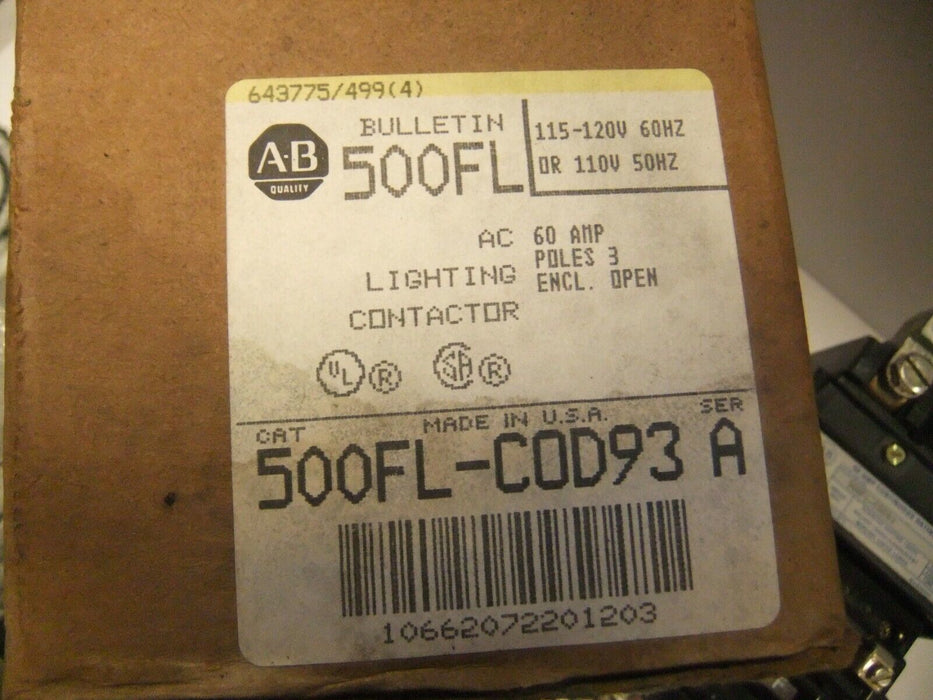 643775/499(4)
A·B
QUALITY
BULLETIN
500FL
115-120V 60HZ
OR 110V 50HZ
AC
LIGHTING
CONTACTOR
60 AMP
POLES 3
ENCL. OPEN
UL ® SA ®
MADE IN U.S.A.
CAT
SER
500FL-COD93 A
10662072201203